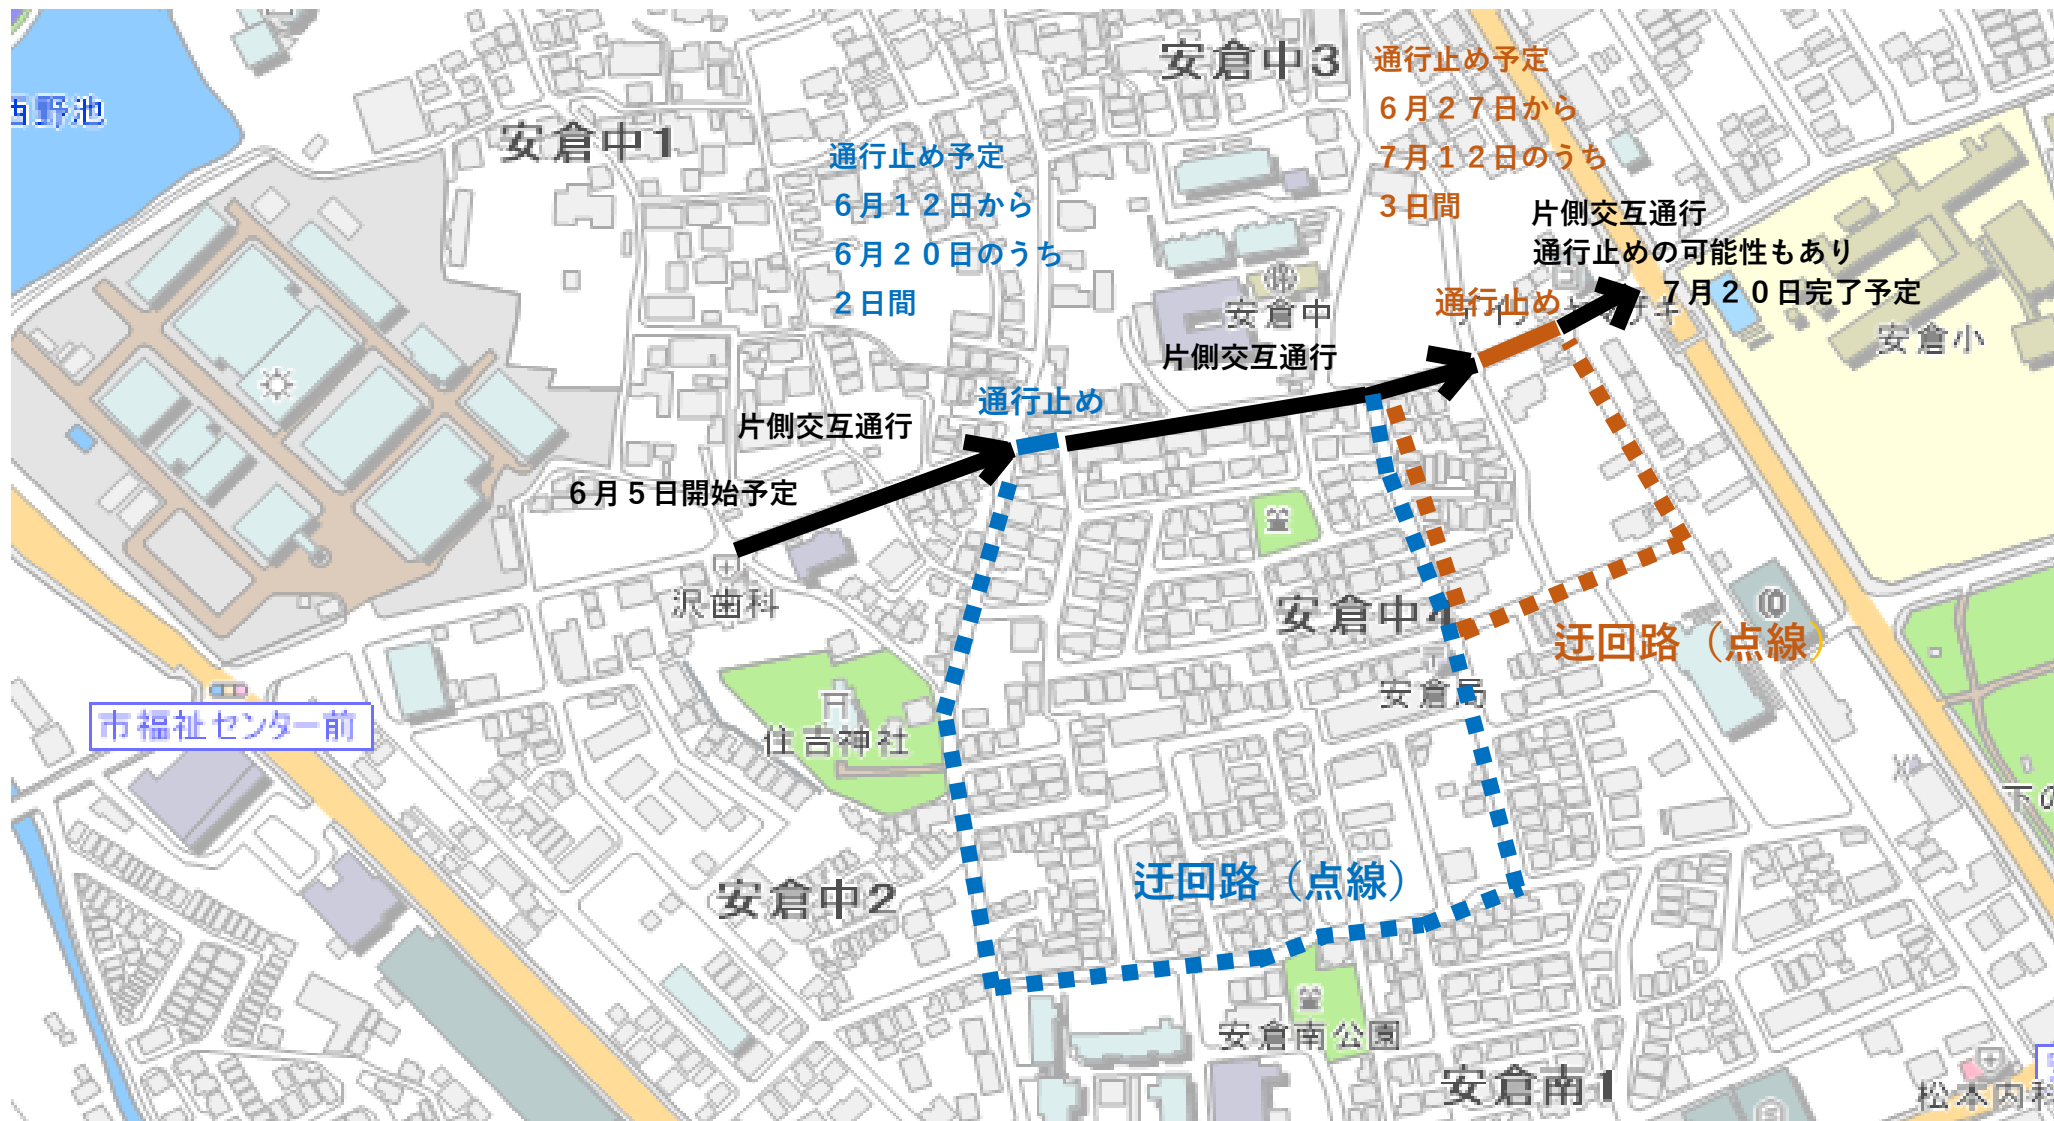 安倉中3
通行止め予定
６月２７日から
７月１２日のうち
３日間
西野池
安倉中1
通行止め予定
６月１２日から
６月２０日のうち
２日間
片側交互通行
通行止めの可能性もあり
７月２０日完了予定
通行止め
安倉中
安倉小
片側交互通行
通行止め
片側交互通行
６月５日開始予定
沢歯科
安倉中4
迂回路（点線）
安倉局
市福祉センター前
住吉神社
迂回路（点線）
安倉中2
安倉南公園
安倉南1
松本内科